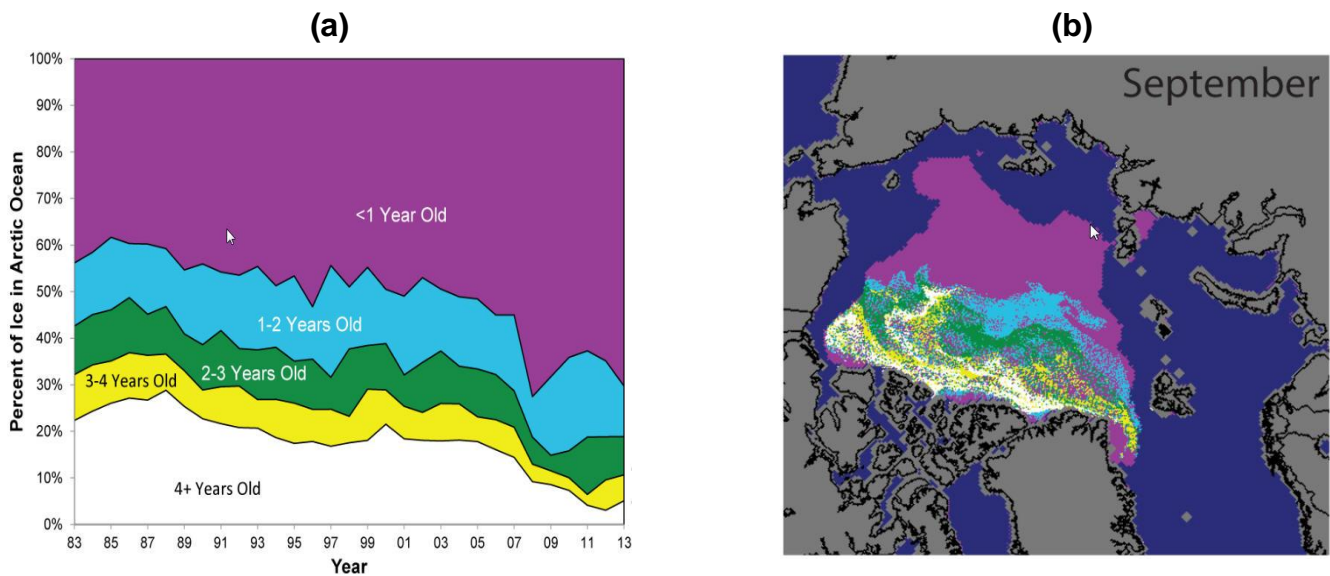 (a)
100%
90%
80%
70%
60%
50%
40%
30%
20%
10%
0%
Percent of Ice in Arctic Ocean
<1 Year Old
1-2 Years Old
2-3 Years Old
3-4 Years Old
4+ Years Old
83 85 87 89 91 93 95 97 99 01 03 05 07 09 11 13
Year
(b)
September